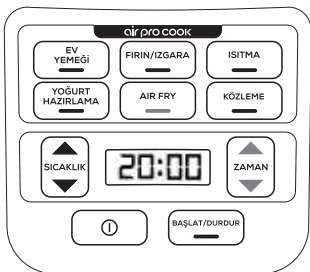 air pro cook
EV
YEMEĞİ
FIRIN/IZGARA
ISITMA
YOĞURT
HAZIRLAMA
AIR FRY
KÖZLEME
SICAKLIK
20:00
ZAMAN
BAŞLAT/DURDUR